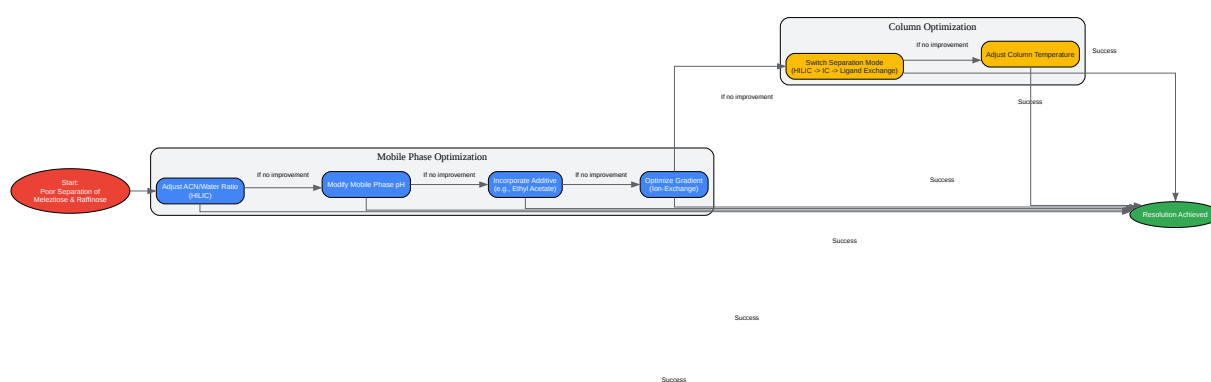 Column Optimization
If no improvement
Success
Adjust Column Temperature
Switch Separation Mode
(HILIC -> IC -> Ligand Exchange)
If no improvement
Success
Mobile Phase Optimization
Start:
Poor Separation of
Melezitose & Raffinose
Adjust ACN/Water Ratio
(HILIC)
If no improvement
Modify Mobile Phase pH
If no improvement
Incorporate Additive
(e.g., Ethyl Acetate)
If no improvement
Optimize Gradient
(Ion-Exchange)
Success
Resolution Achieved
Success
Success
Success